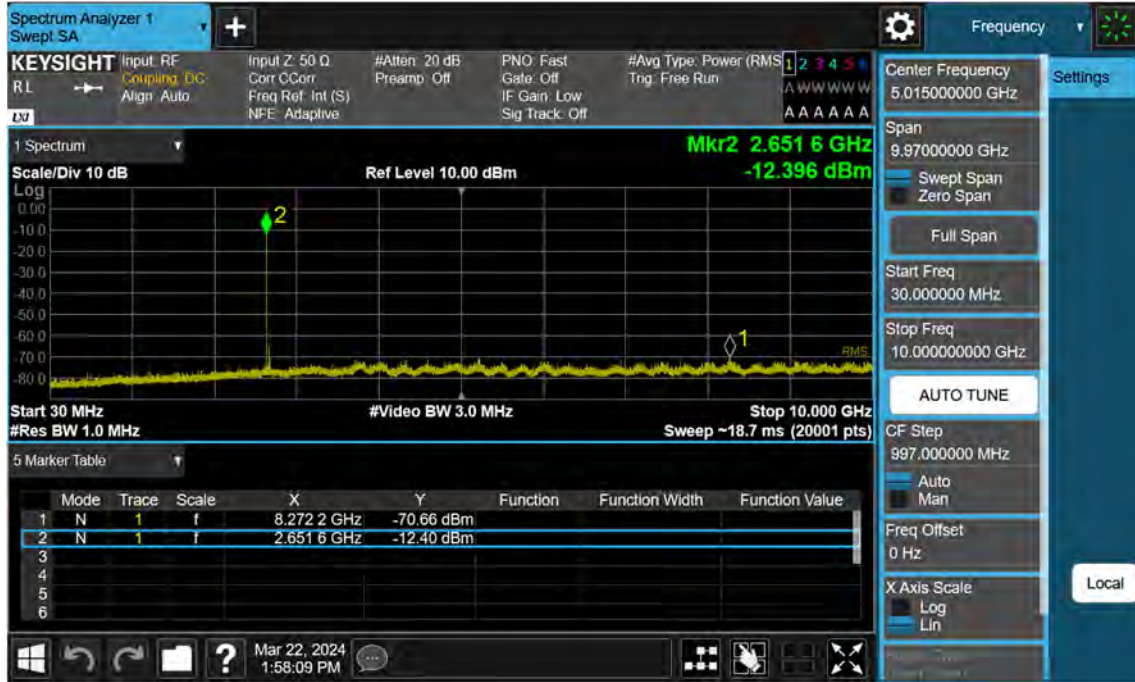 Spectrum Analyzer 1
Swept SA
+
Frequency
KEYSIGHT
RL
LXI
Input: RF
Coupling: DC
Align: Auto
Input Z: 50 Ω
Corr CCorr
Freq Ref: Int (S)
NFE: Adaptive
#Atten: 20 dB
Preamp: Off
PNO: Fast
Gate: Off
IF Gain: Low
Sig Track: Off
#Avg Type: Power (RMS
Trig: Free Run
1 2 3 4 5 6
A W W W W W
A A A A A A
1 Spectrum
Mkr2 2.651 6 GHz
Scale/Div 10 dB
Ref Level 10.00 dBm
-12.396 dBm
Log
0.00
-10.0
-20.0
-30.0
-40.0
-50.0
-60.0
-70.0
-80.0
2
1
RMS
Start 30 MHz
#Video BW 3.0 MHz
Stop 10.000 GHz
#Res BW 1.0 MHz
Sweep ~18.7 ms (20001 pts)
5 Marker Table
Mode Trace Scale X Y Function Function Width Function Value
1 N 1 f 8.272 2 GHz -70.66 dBm
2 N 1 f 2.651 6 GHz -12.40 dBm
3
4
5
6
?
Mar 22, 2024
1:58:09 PM
Center Frequency
5.015000000 GHz
Span
9.97000000 GHz
Swept Span
Zero Span
Full Span
Start Freq
30.000000 MHz
Stop Freq
10.000000000 GHz
AUTO TUNE
CF Step
997.000000 MHz
Auto
Man
Freq Offset
0 Hz
X Axis Scale
Log
Lin
Settings
Local